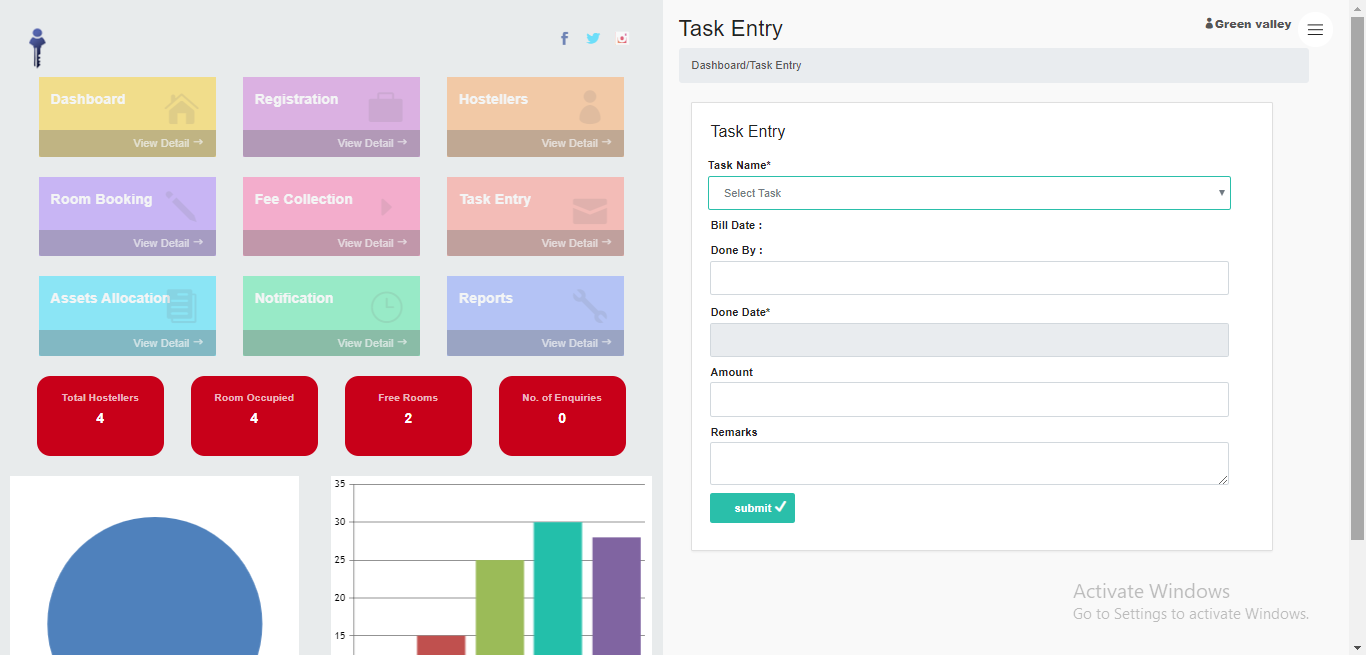 Dashboard
View Detail →
Registration
View Detail →
Hostellers
View Detail →
Room Booking
View Detail →
Fee Collection
View Detail →
Task Entry
View Detail →
Assets Allocation
View Detail →
Notification
View Detail →
Reports
View Detail →
Total Hostellers
4
Room Occupied
4
Free Rooms
2
No. of Enquiries
0
35
30
25
20
15
Task Entry
Green valley
Dashboard/Task Entry
Task Entry
Task Name*
Select Task
Bill Date :
Done By :
Done Date*
Amount
Remarks
submit
Activate Windows
Go to Settings to activate Windows.